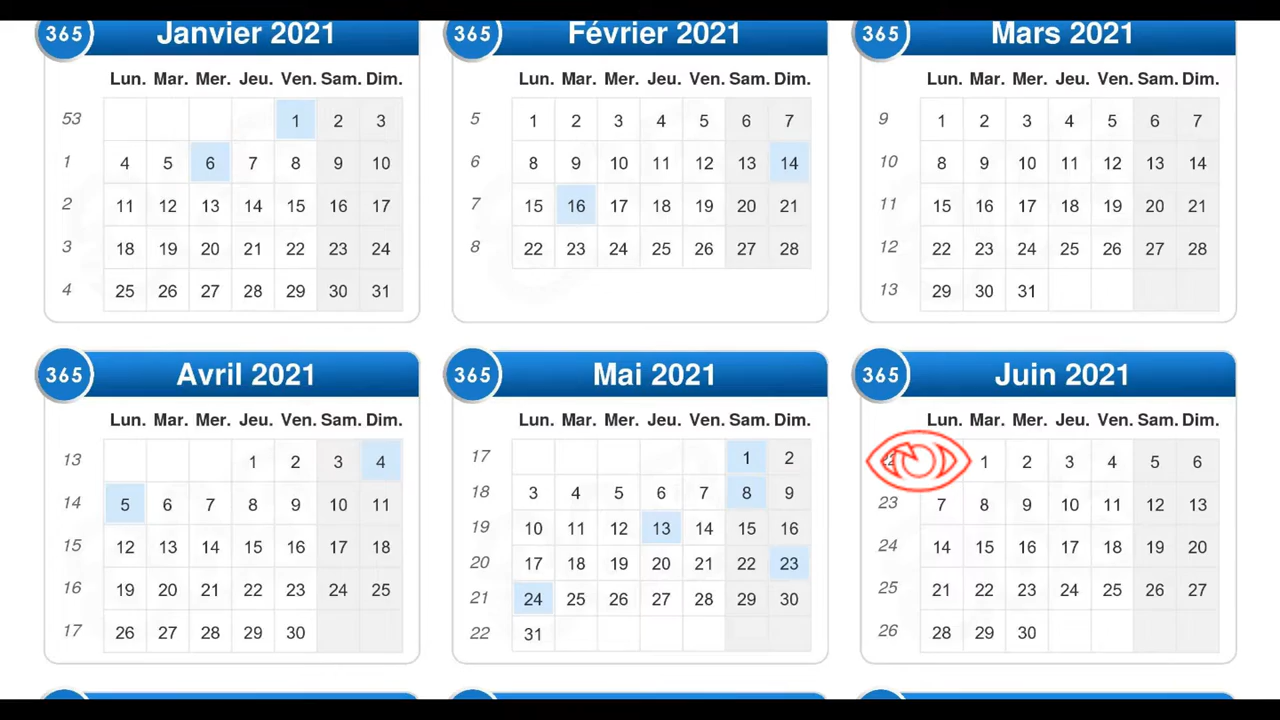 365 Janvier 2021
Lun. Mar. Mer. Jeu. Ven. Sam. Dim.
53 1 2 3
1 4 5 6 7 8 9 10
2 11 12 13 14 15 16 17
3 18 19 20 21 22 23 24
4 25 26 27 28 29 30 31
365 Février 2021
Lun. Mar. Mer. Jeu. Ven. Sam. Dim.
5 1 2 3 4 5 6 7
6 8 9 10 11 12 13 14
7 15 16 17 18 19 20 21
8 22 23 24 25 26 27 28
365 Mars 2021
Lun. Mar. Mer. Jeu. Ven. Sam. Dim.
9 1 2 3 4 5 6 7
10 8 9 10 11 12 13 14
11 15 16 17 18 19 20 21
12 22 23 24 25 26 27 28
13 29 30 31
365 Avril 2021
Lun. Mar. Mer. Jeu. Ven. Sam. Dim.
13 1 2 3 4
14 5 6 7 8 9 10 11
15 12 13 14 15 16 17 18
16 19 20 21 22 23 24 25
17 26 27 28 29 30
365 Mai 2021
Lun. Mar. Mer. Jeu. Ven. Sam. Dim.
17 1 2
18 3 4 5 6 7 8 9
19 10 11 12 13 14 15 16
20 17 18 19 20 21 22 23
21 24 25 26 27 28 29 30
22 31
365 Juin 2021
Lun. Mar. Mer. Jeu. Ven. Sam. Dim.
1 2 3 4 5 6
23 7 8 9 10 11 12 13
24 14 15 16 17 18 19 20
25 21 22 23 24 25 26 27
26 28 29 30